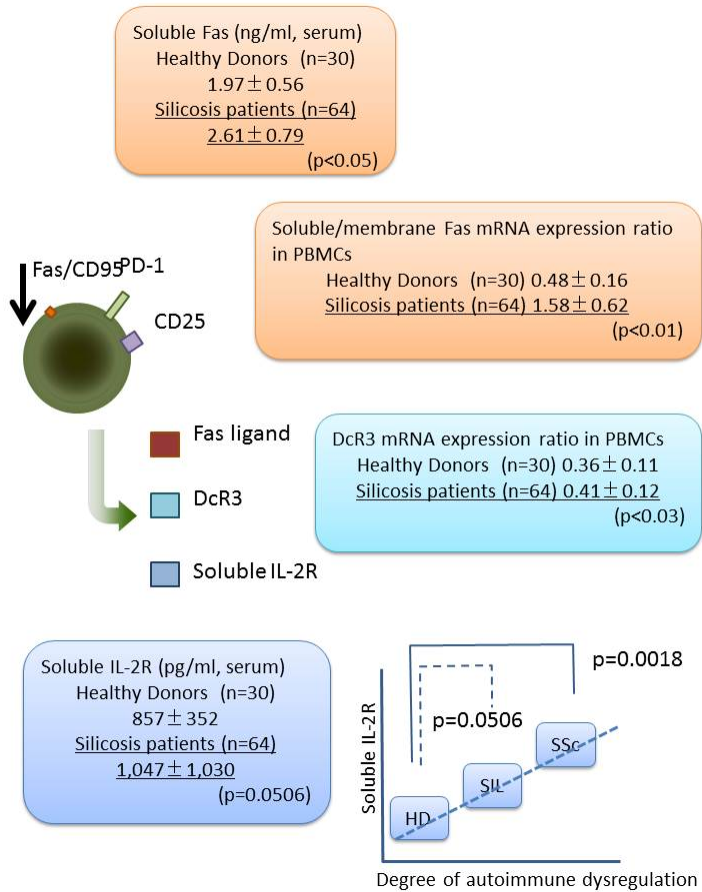 Soluble Fas (ng/ml, serum)
Healthy Donors (n=30)
1.97±0.56
Silicosis patients (n=64)
2.61±0.79
(p<0.05)
Soluble/membrane Fas mRNA expression ratio
in PBMCs
Healthy Donors (n=30) 0.48±0.16
Silicosis patients (n=64) 1.58±0.62
(p<0.01)
Fas/CD95
PD-1
CD25
Fas ligand
DcR3
Soluble IL-2R
DcR3 mRNA expression ratio in PBMCs
Healthy Donors (n=30) 0.36±0.11
Silicosis patients (n=64) 0.41±0.12
(p<0.03)
Soluble IL-2R (pg/ml, serum)
Healthy Donors (n=30)
857±352
Silicosis patients (n=64)
1,047±1,030
(p=0.0506)
Soluble IL-2R
p=0.0018
p=0.0506
SSc
SIL
HD
Degree of autoimmune dysregulation